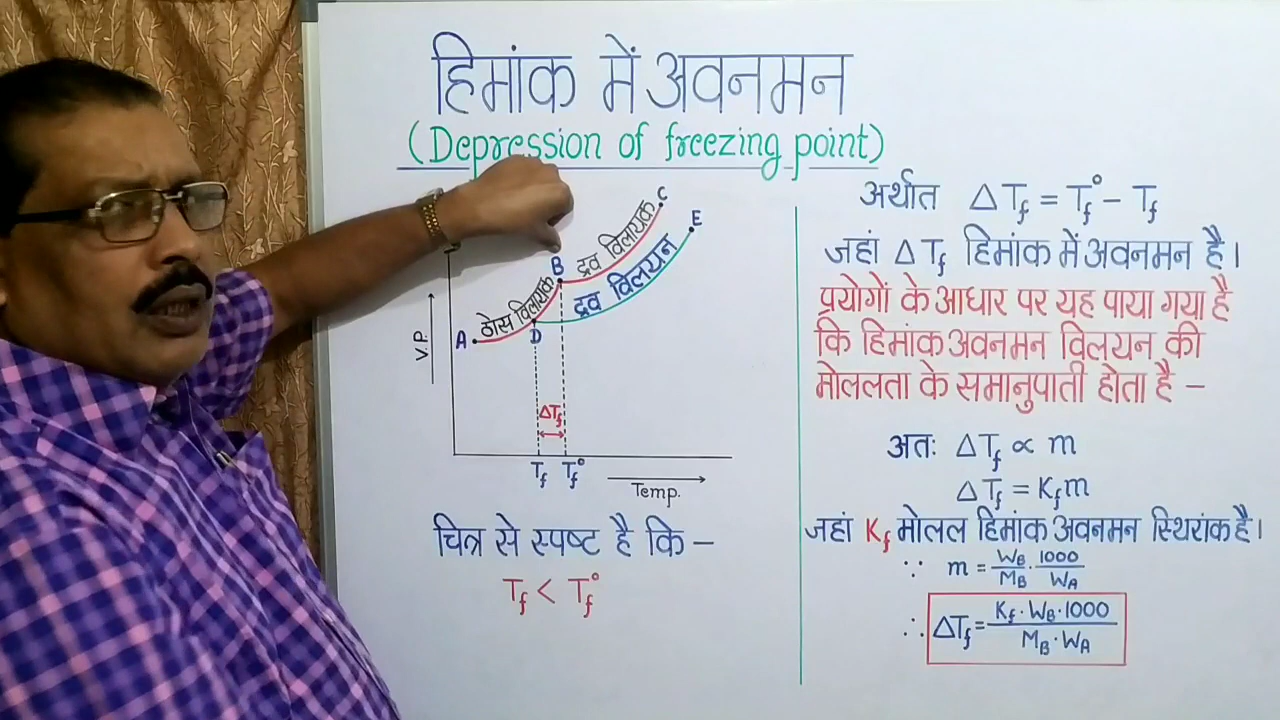 हिमांक में अवनमन
(Depression of freezing point)
V.P.
A
ठोस विलायक
B
द्रव विलायक
C
D
द्रव विलयन
E
ΔTf
Tf Tf°
Temp.
चित्र से स्पष्ट है कि –
Tf < Tf°
अर्थात ΔTf = Tf° – Tf
जहां ΔTf हिमांक में अवनमन है।
प्रयोगों के आधार पर यह पाया गया है
कि हिमांक अवनमन विलयन की
मोललता के समानुपाती होता है –
अतः ΔTf ∝ m
ΔTf = Kfm
जहां Kf मोलल हिमांक अवनमन स्थिरांक है।
∵ m = WB/MB · 1000/WA
∴ ΔTf = Kf · WB · 1000 / MB · WA